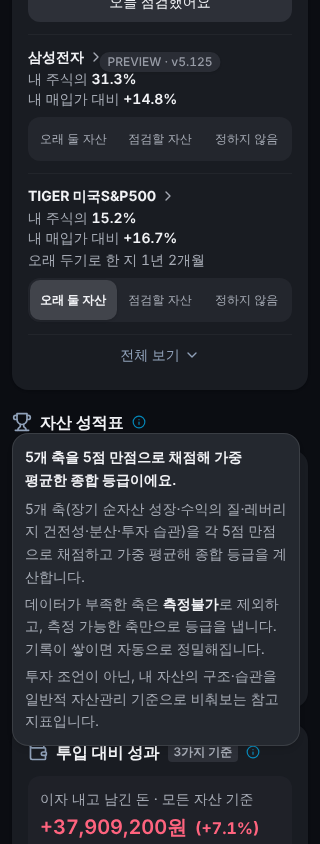 오늘 점검했어요
삼성전자
PREVIEW · v5.125
내 주식의 31.3%
내 매입가 대비 +14.8%
오래 둘 자산 점검할 자산 정하지 않음
TIGER 미국S&P500
내 주식의 15.2%
내 매입가 대비 +16.7%
오래 두기로 한 지 1년 2개월
오래 둘 자산 점검할 자산 정하지 않음
전체 보기
자산 성적표
5개 축을 5점 만점으로 채점해 가중
평균한 종합 등급이에요.
5개 축(장기 순자산 성장·수익의 질·레버리
지 건전성·분산·투자 습관)을 각 5점 만점
으로 채점하고 가중 평균해 종합 등급을 계
산합니다.
데이터가 부족한 축은 측정불가로 제외하
고, 측정 가능한 축만으로 등급을 냅니다.
기록이 쌓이면 자동으로 정밀해집니다.
투자 조언이 아닌, 내 자산의 구조·습관을
일반적 자산관리 기준으로 비춰보는 참고
지표입니다.
투입 대비 성과 3가지 기준
이자 내고 남긴 돈 · 모든 자산 기준
+37,909,200원 (+7.1%)